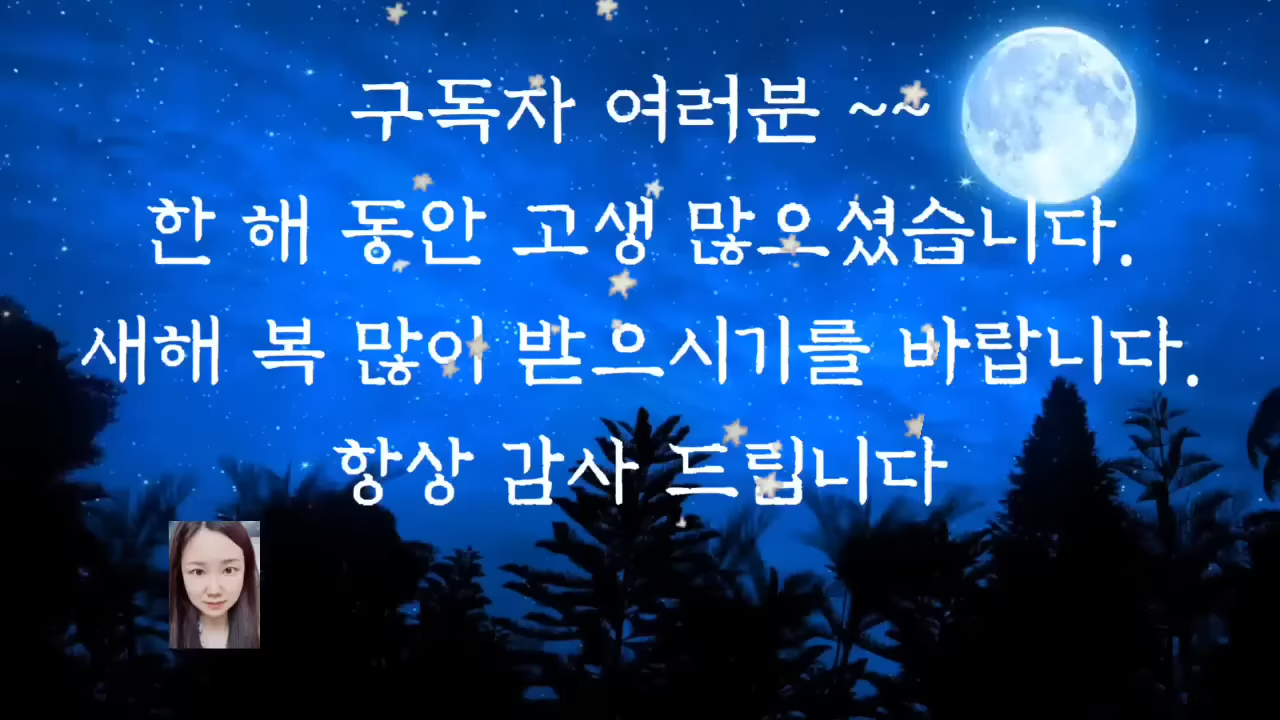 구독자 여러분 ~~
한 해 동안 고생 많으셨습니다.
새해 복 많이 받으시기를 바랍니다.
항상 감사 드립니다